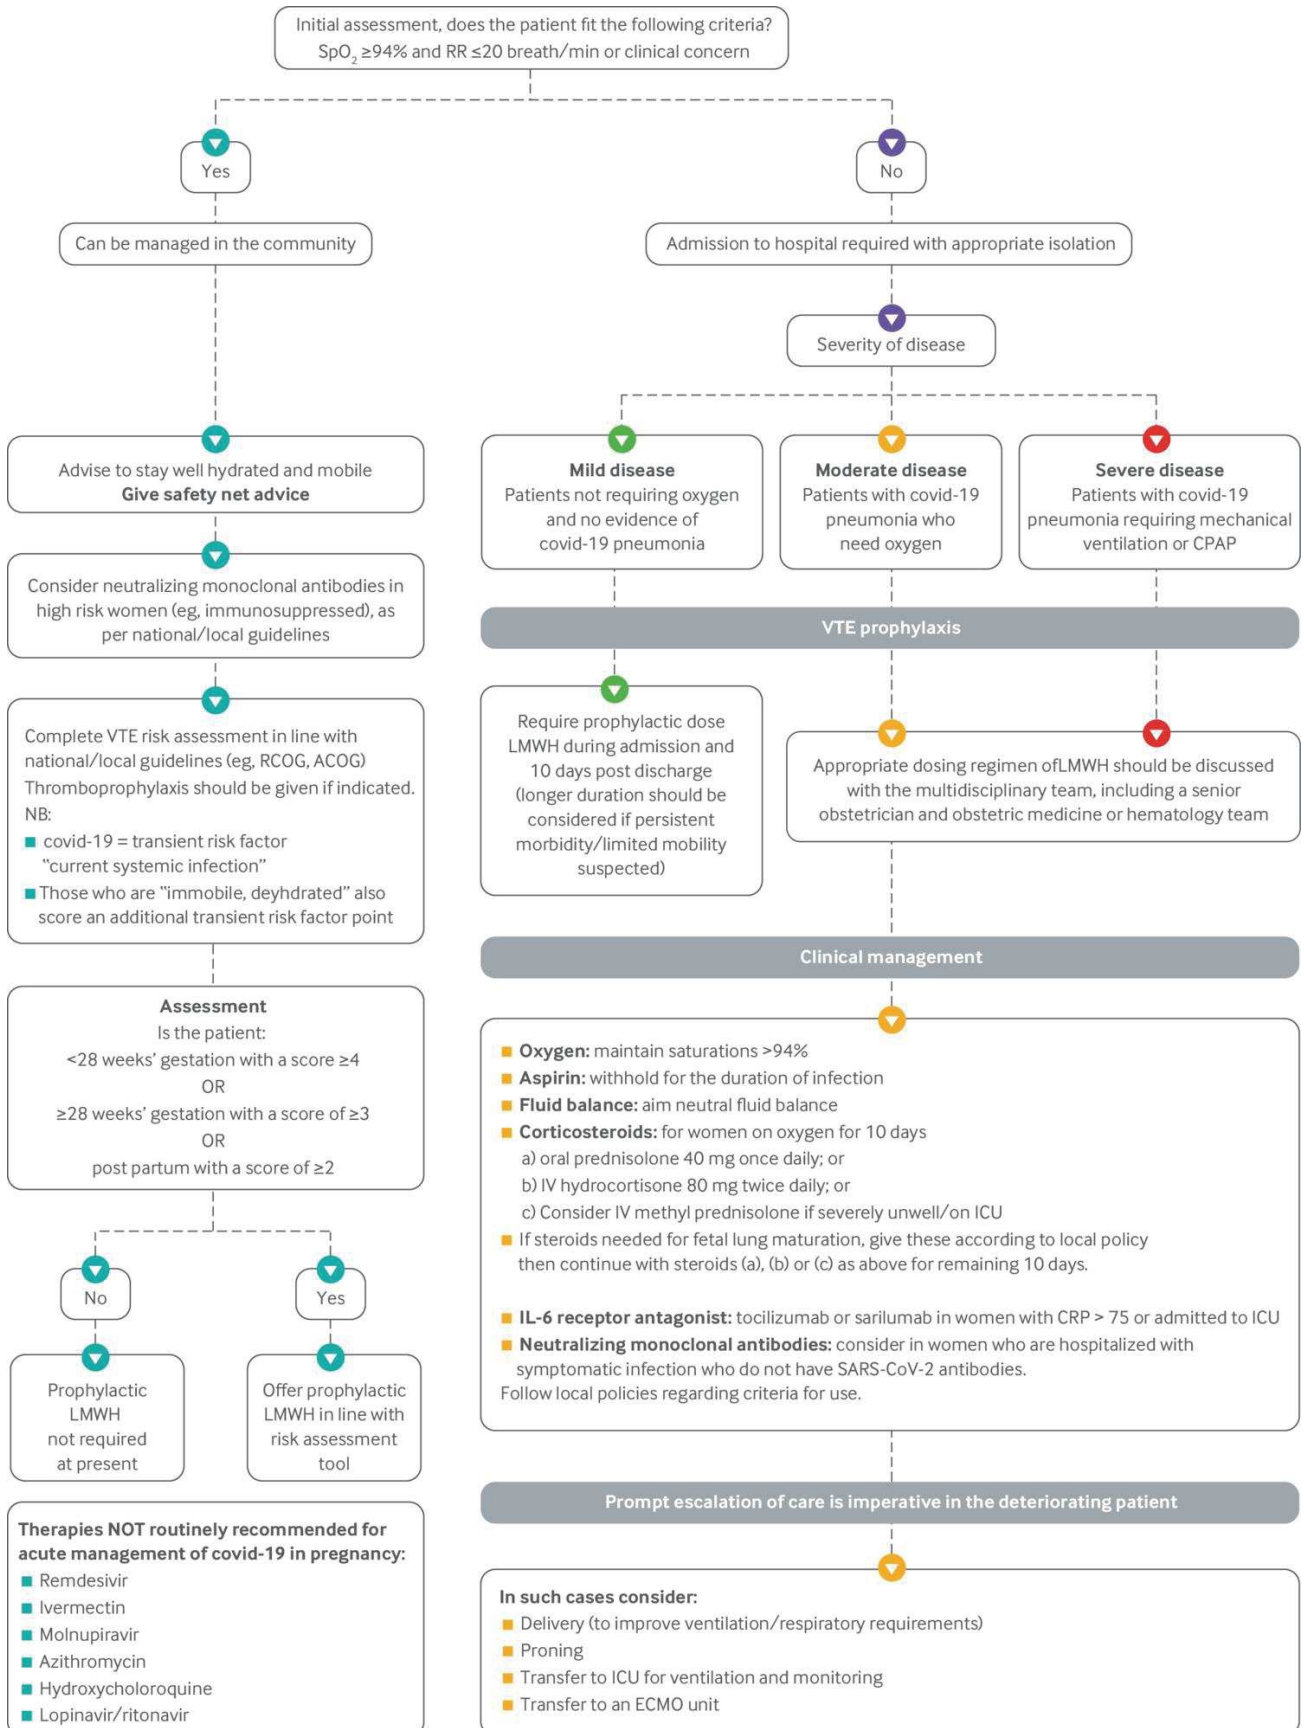 Initial assessment, does the patient fit the following criteria?
SpO₂ ≥94% and RR ≤20 breath/min or clinical concern
Yes
No
Can be managed in the community
Admission to hospital required with appropriate isolation
Severity of disease
Advise to stay well hydrated and mobile
Give safety net advice
Consider neutralizing monoclonal antibodies in
high risk women (eg, immunosuppressed), as
per national/local guidelines
Complete VTE risk assessment in line with
national/local guidelines (eg, RCOG, ACOG)
Thromboprophylaxis should be given if indicated.
NB:
■ covid-19 = transient risk factor
"current systemic infection"
■ Those who are "immobile, deyhdrated" also
score an additional transient risk factor point
Assessment
Is the patient:
<28 weeks' gestation with a score ≥4
OR
≥28 weeks' gestation with a score of ≥3
OR
post partum with a score of ≥2
No
Yes
Prophylactic
LMWH
not required
at present
Offer prophylactic
LMWH in line with
risk assessment
tool
Therapies NOT routinely recommended for
acute management of covid-19 in pregnancy:
■ Remdesivir
■ Ivermectin
■ Molnupiravir
■ Azithromycin
■ Hydroxycholoroquine
■ Lopinavir/ritonavir
Mild disease
Patients not requiring oxygen
and no evidence of
covid-19 pneumonia
Moderate disease
Patients with covid-19
pneumonia who
need oxygen
Severe disease
Patients with covid-19
pneumonia requiring mechanical
ventilation or CPAP
VTE prophylaxis
Require prophylactic dose
LMWH during admission and
10 days post discharge
(longer duration should be
considered if persistent
morbidity/limited mobility
suspected)
Appropriate dosing regimen ofLMWH should be discussed
with the multidisciplinary team, including a senior
obstetrician and obstetric medicine or hematology team
Clinical management
■ Oxygen: maintain saturations >94%
■ Aspirin: withhold for the duration of infection
■ Fluid balance: aim neutral fluid balance
■ Corticosteroids: for women on oxygen for 10 days
a) oral prednisolone 40 mg once daily; or
b) IV hydrocortisone 80 mg twice daily; or
c) Consider IV methyl prednisolone if severely unwell/on ICU
■ If steroids needed for fetal lung maturation, give these according to local policy
then continue with steroids (a), (b) or (c) as above for remaining 10 days.
■ IL-6 receptor antagonist: tocilizumab or sarilumab in women with CRP > 75 or admitted to ICU
■ Neutralizing monoclonal antibodies: consider in women who are hospitalized with
symptomatic infection who do not have SARS-CoV-2 antibodies.
Follow local policies regarding criteria for use.
Prompt escalation of care is imperative in the deteriorating patient
In such cases consider:
■ Delivery (to improve ventilation/respiratory requirements)
■ Proning
■ Transfer to ICU for ventilation and monitoring
■ Transfer to an ECMO unit